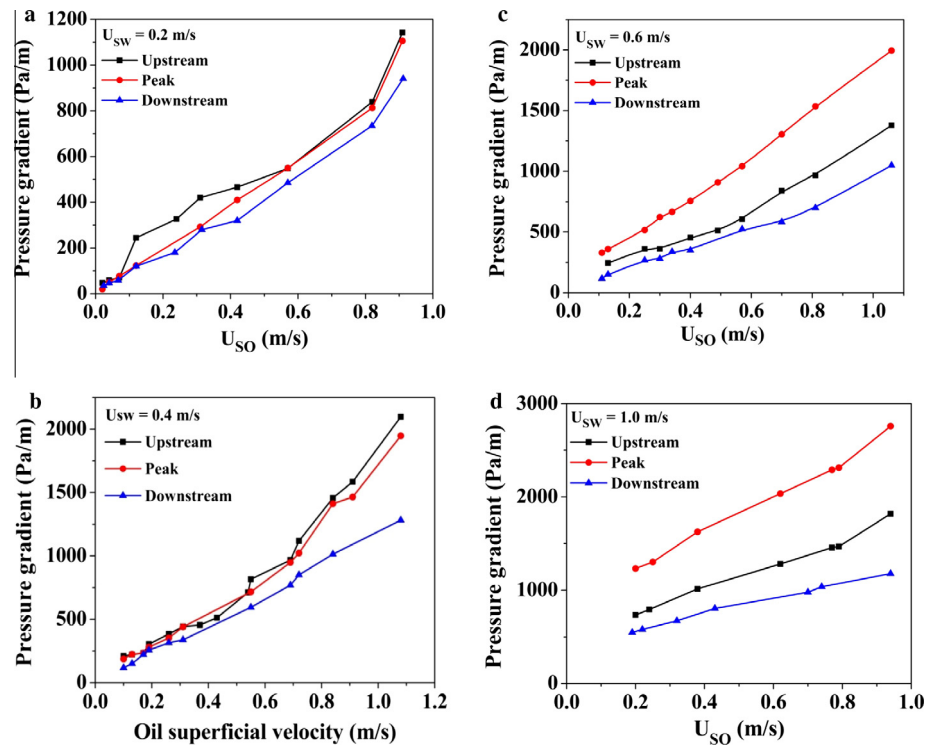 a
U_SW = 0.2 m/s
Upstream
Peak
Downstream
Pressure gradient (Pa/m)
1200
1000
800
600
400
200
0
0.0 0.2 0.4 0.6 0.8 1.0
U_SO (m/s)
c
U_SW = 0.6 m/s
Upstream
Peak
Downstream
Pressure gradient (Pa/m)
2000
1500
1000
500
0
0.2 0.4 0.6 0.8 1.0
U_SO (m/s)
b
Usw = 0.4 m/s
Upstream
Peak
Downstream
Pressure gradient (Pa/m)
2000
1500
1000
500
0
0.0 0.2 0.4 0.6 0.8 1.0 1.2
Oil superficial velocity (m/s)
d
U_SW = 1.0 m/s
Upstream
Peak
Downstream
Pressure gradient (Pa/m)
3000
2000
1000
0
0.0 0.2 0.4 0.6 0.8 1.0
U_SO (m/s)